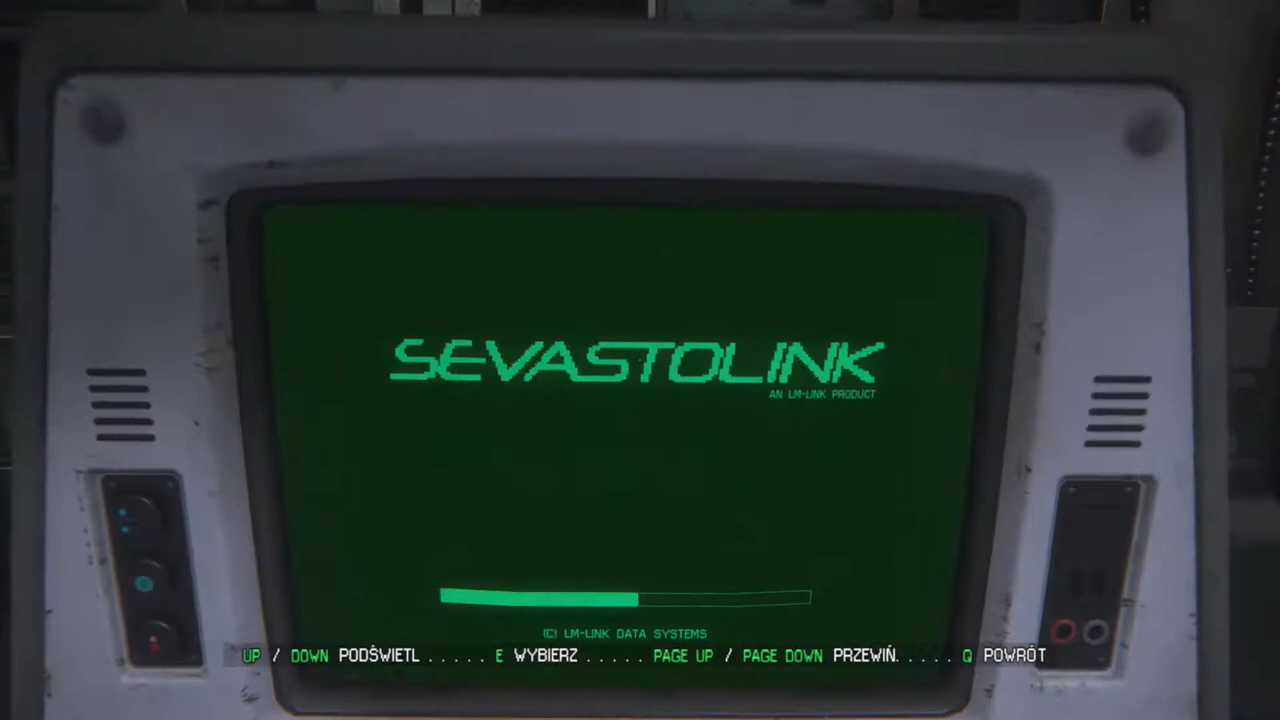 SEVASTOLINK
AN LM-LINK PRODUCT
(C) LM-LINK DATA SYSTEMS
UP / DOWN PODŚWIETL ..... E WYBIERZ ..... PAGE UP / PAGE DOWN PRZEWIŃ..... Q POWRÓT